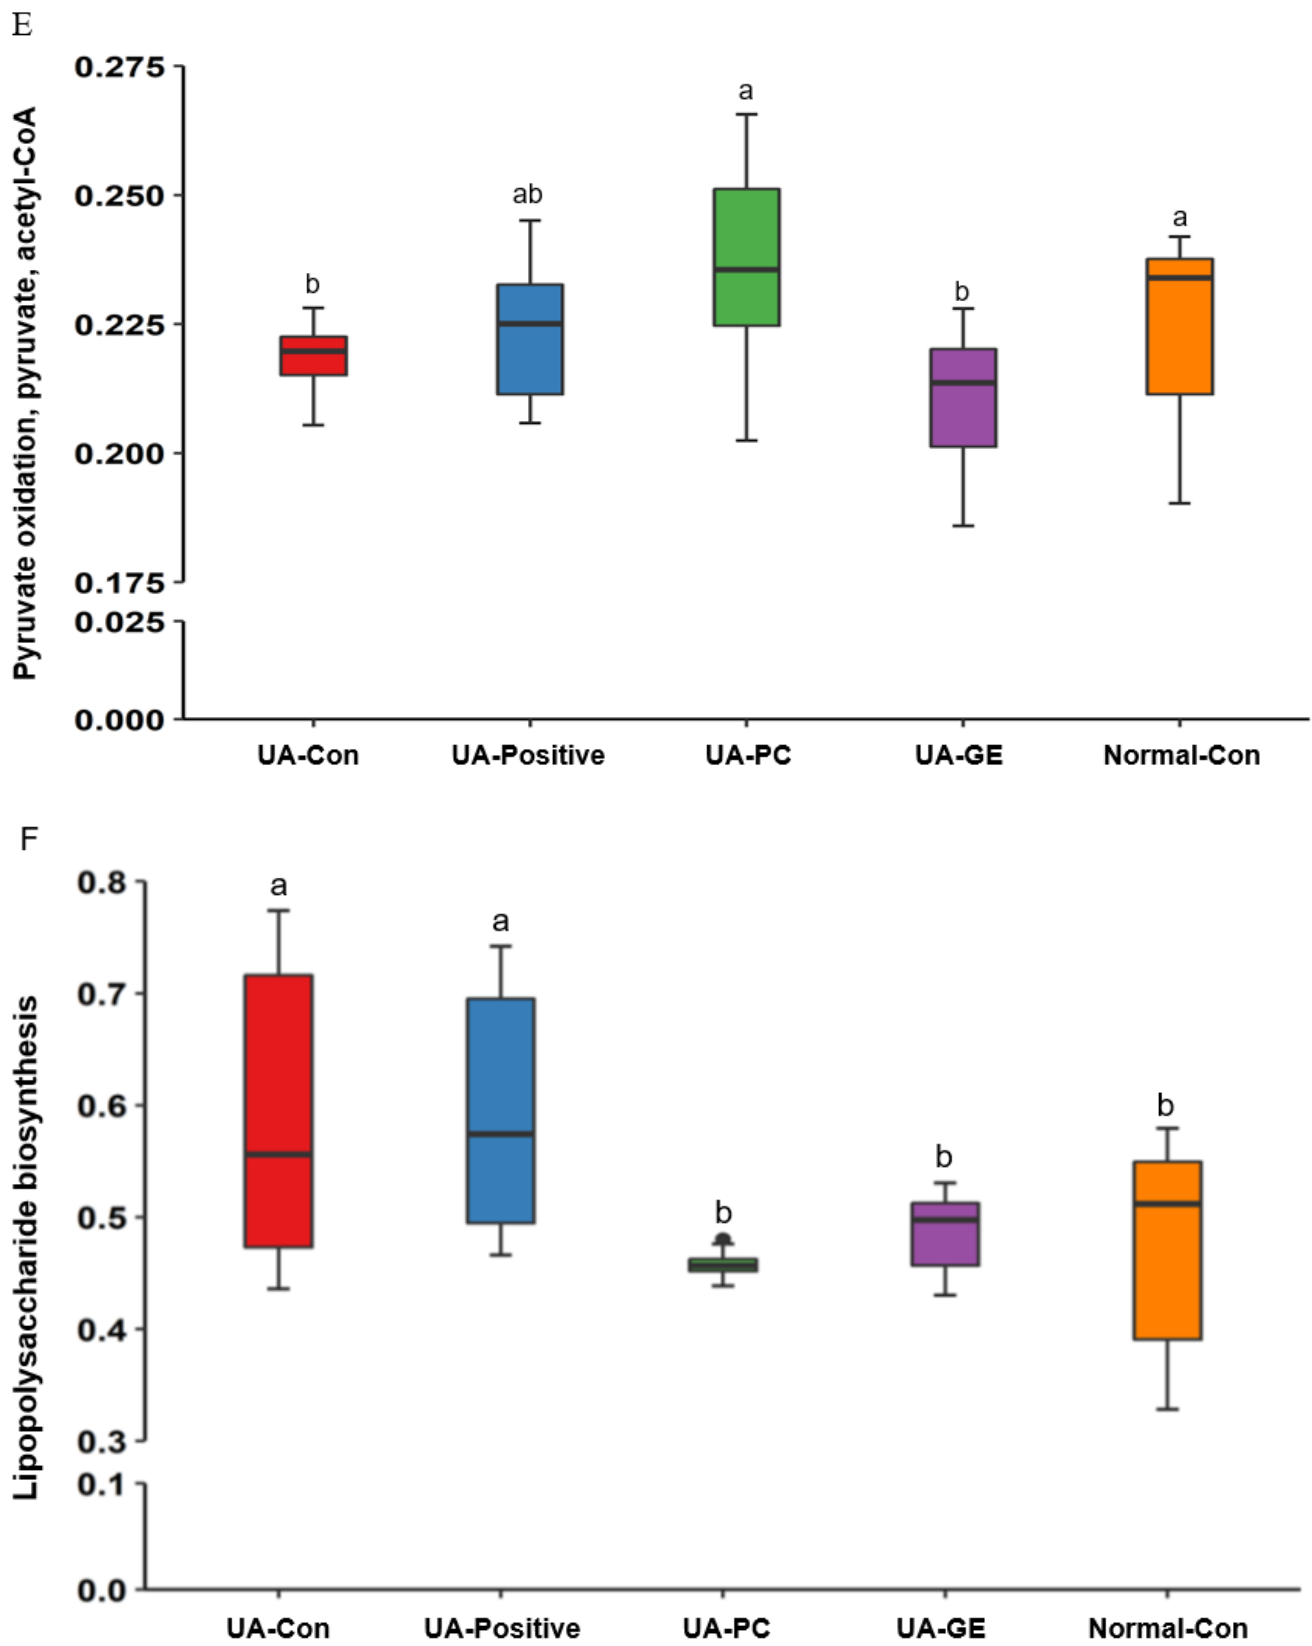 E
Pyruvate oxidation, pyruvate, acetyl-CoA
0.275
0.250
0.225
0.200
0.175
0.025
0.000
b
ab
a
b
a
UA-Con
UA-Positive
UA-PC
UA-GE
Normal-Con
F
Lipopolysaccharide biosynthesis
0.8
0.7
0.6
0.5
0.4
0.3
0.1
0.0
a
a
b
b
b
UA-Con
UA-Positive
UA-PC
UA-GE
Normal-Con